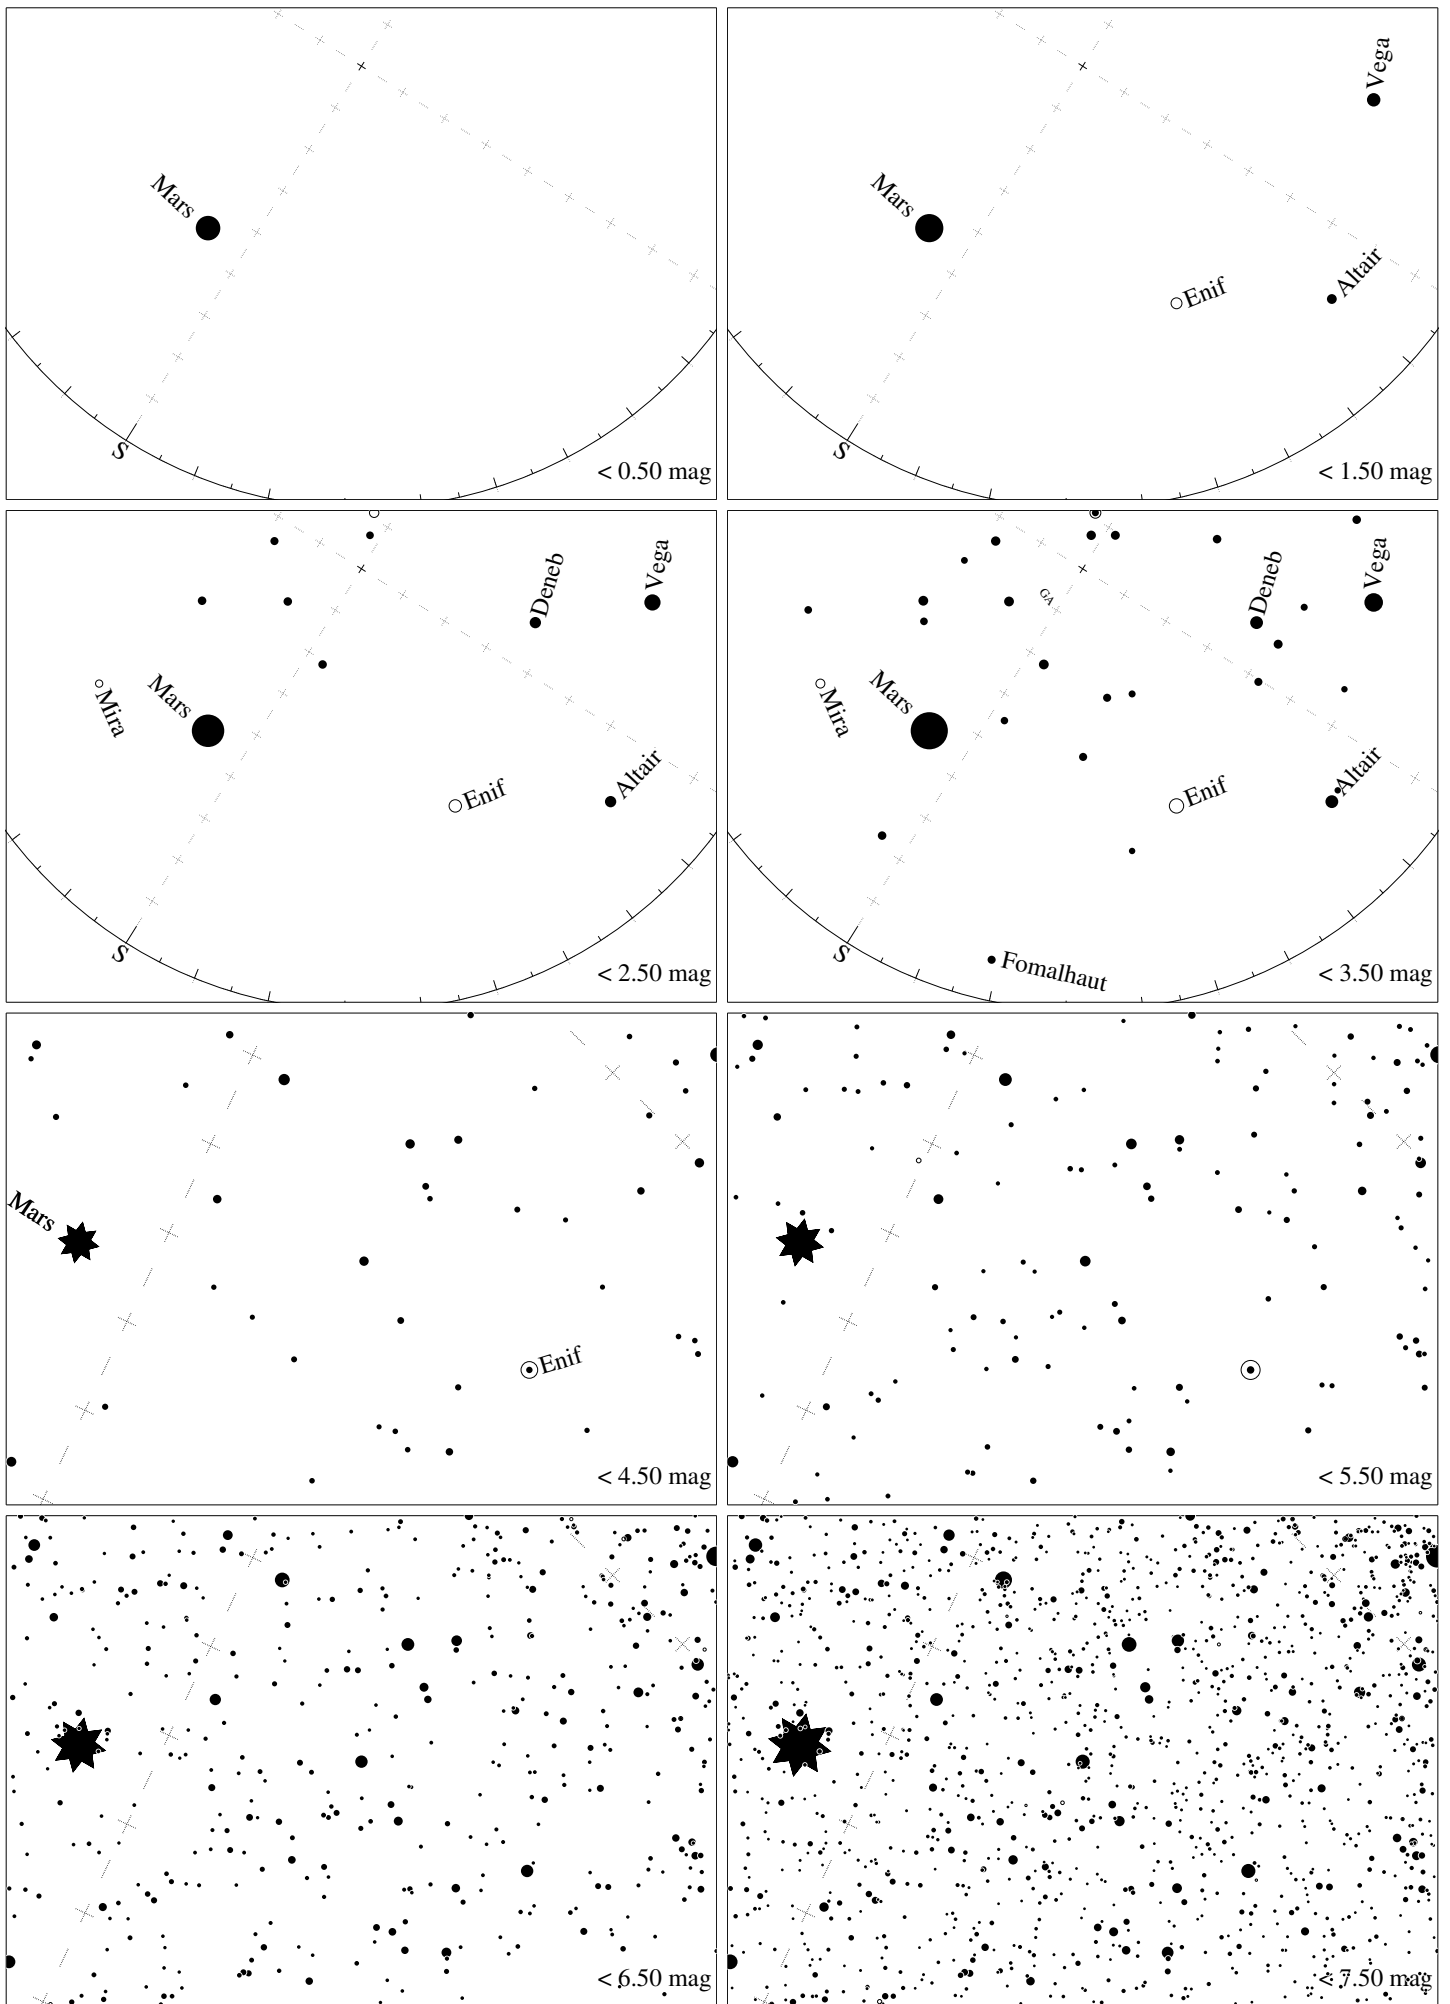 Mars
S
< 0.50 mag
Vega
Mars
Altair
Enif
S
< 1.50 mag
Vega
Deneb
Mars
Mira
Altair
Enif
S
< 2.50 mag
Vega
Deneb
GA
Mars
Mira
Altair
Enif
S
Fomalhaut
< 3.50 mag
Mars
Enif
< 4.50 mag
< 5.50 mag
< 6.50 mag
< 7.50 mag